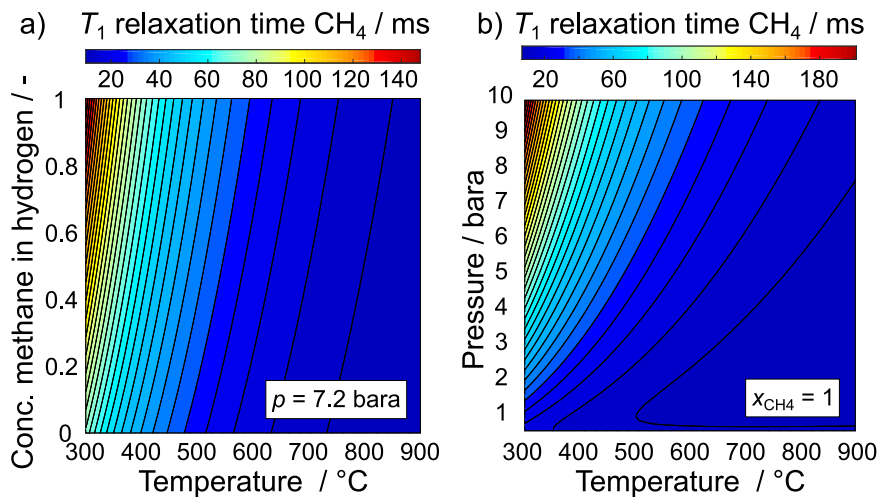 a) T₁ relaxation time CH₄ / ms
20 40 60 80 100 120 140
Conc. methane in hydrogen / -
1
0.8
0.6
0.4
0.2
0
p = 7.2 bara
300 400 500 600 700 800 900
Temperature / °C
b) T₁ relaxation time CH₄ / ms
20 60 100 140 180
Pressure / bara
10
9
8
7
6
5
4
3
2
1
x_CH4 = 1
300 400 500 600 700 800 900
Temperature / °C